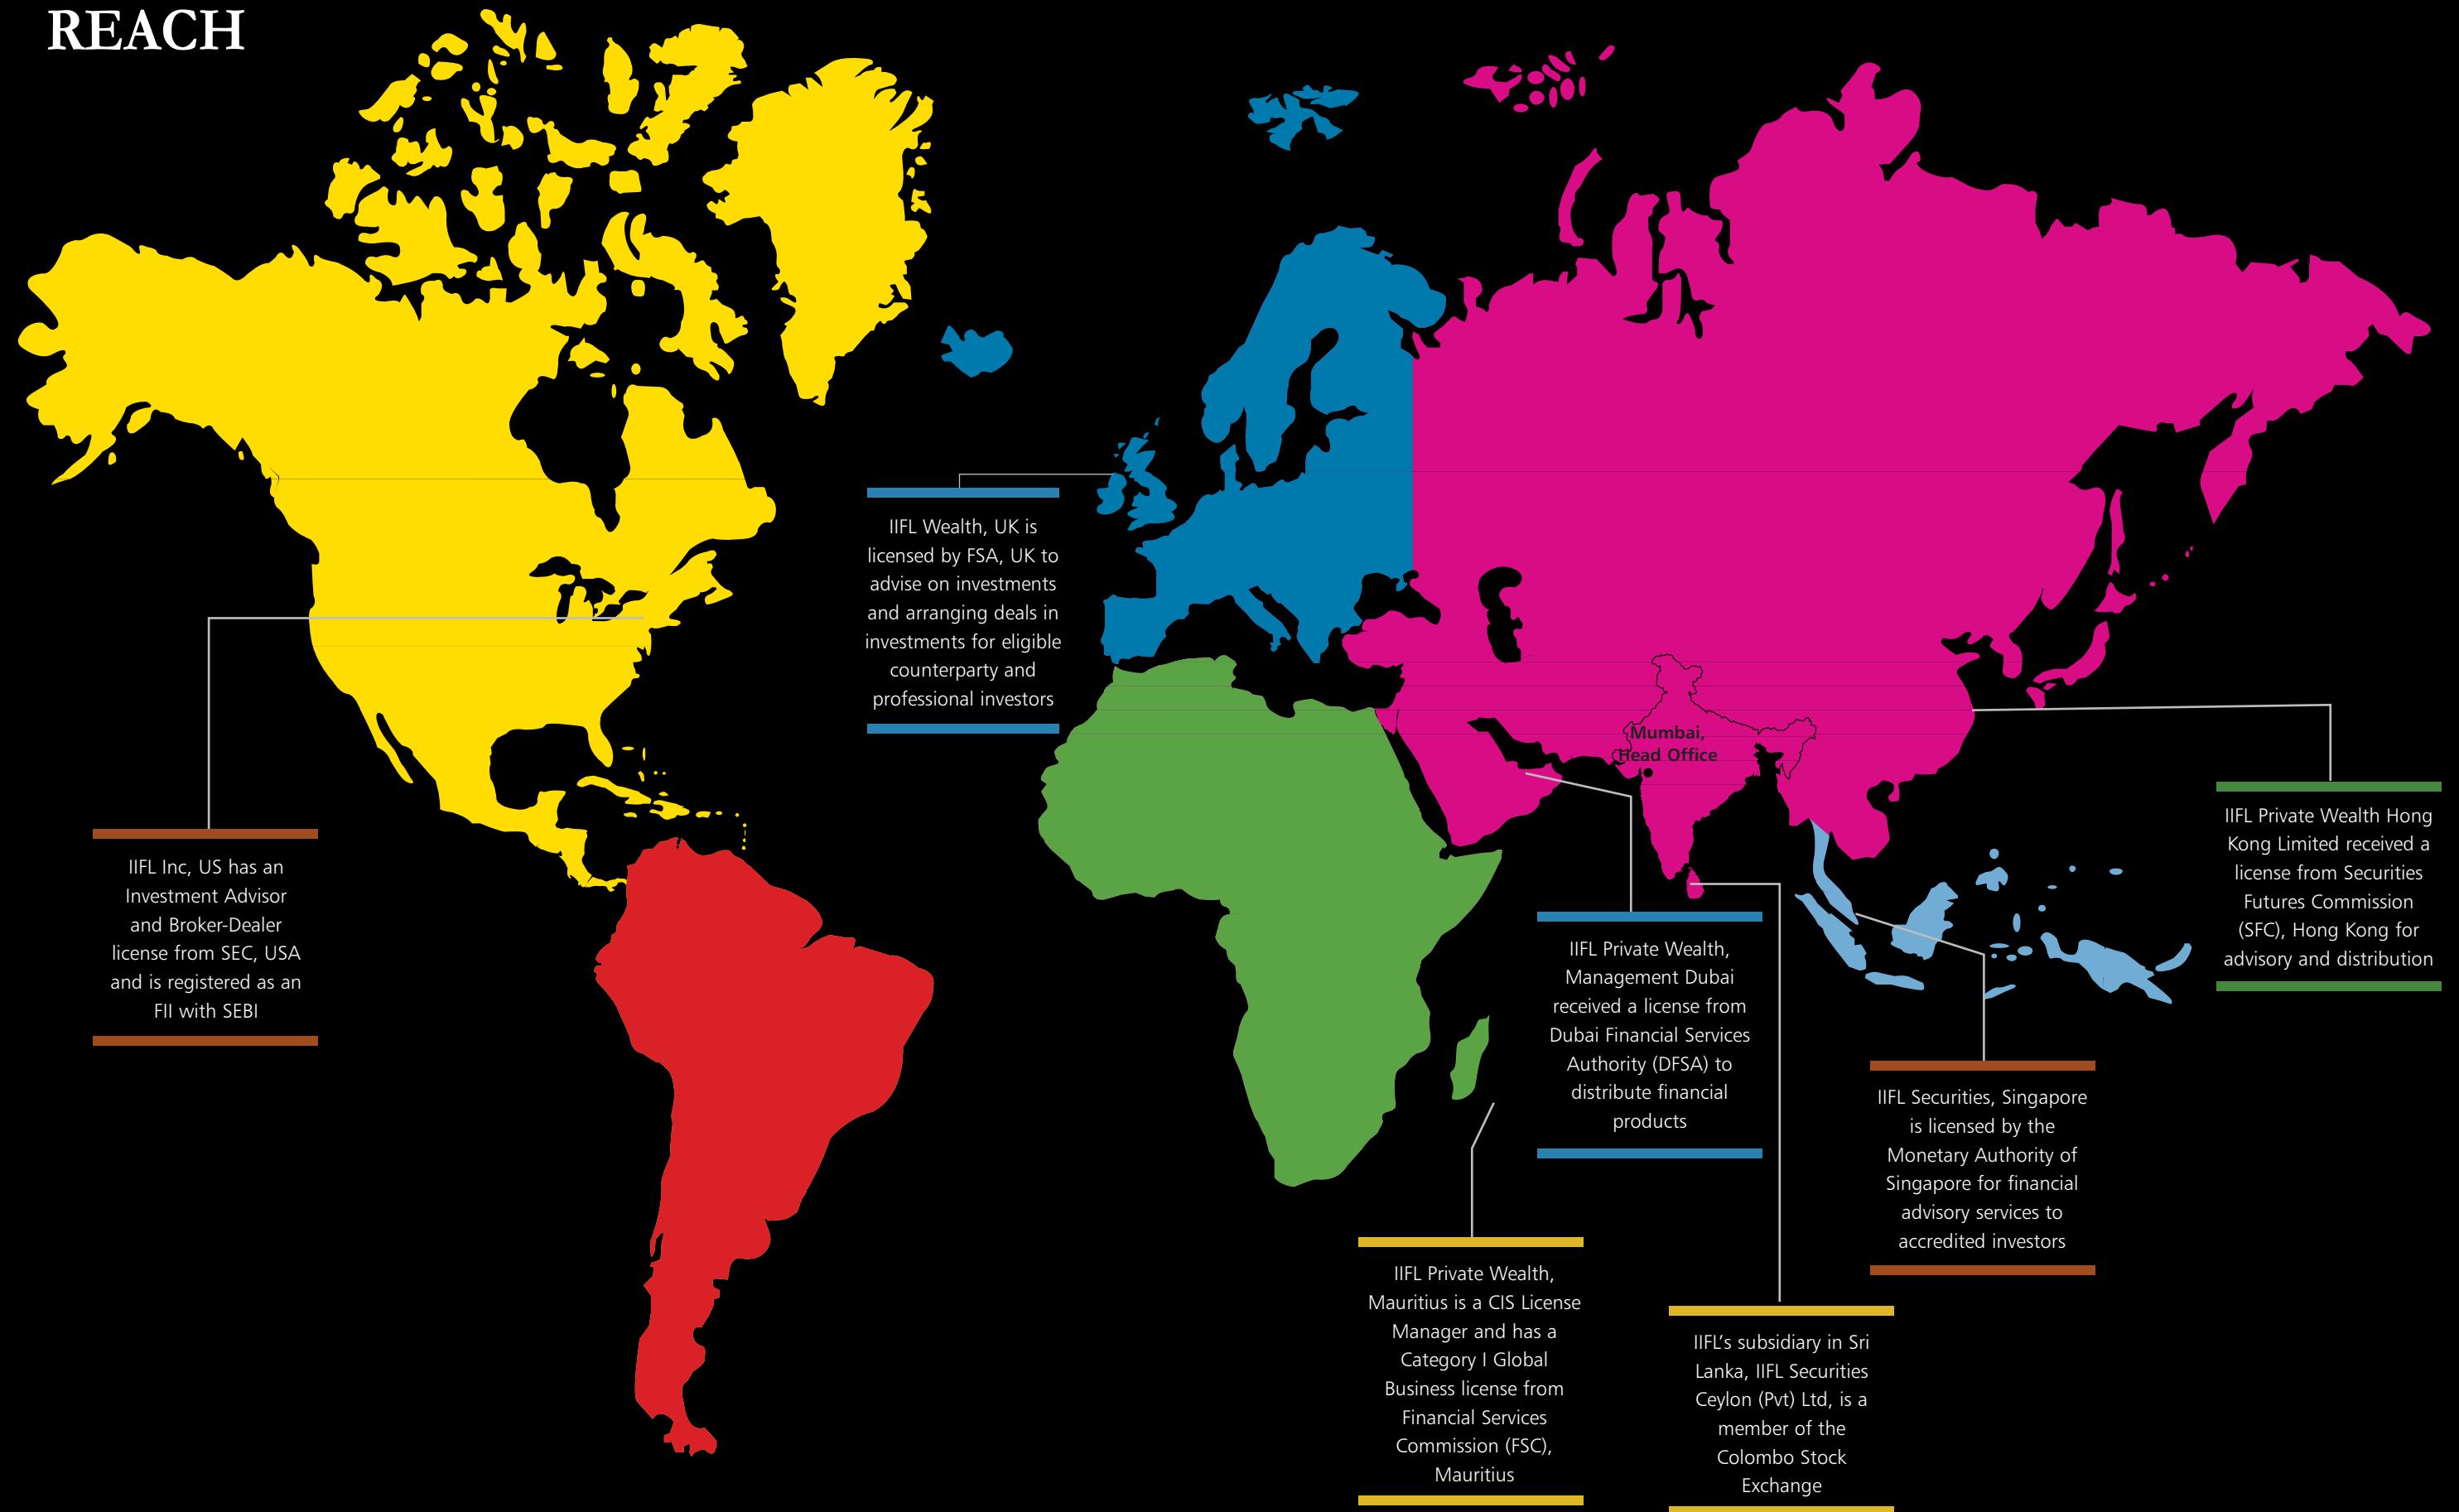 REACH
IIFL Wealth, UK is
licensed by FSA, UK to
advise on investments
and arranging deals in
investments for eligible
counterparty and
professional investors
Mumbai,
Head Office
IIFL Inc, US has an
Investment Advisor
and Broker-Dealer
license from SEC, USA
and is registered as an
FII with SEBI
IIFL Private Wealth Hong
Kong Limited received a
license from Securities
Futures Commission
(SFC), Hong Kong for
advisory and distribution
IIFL Private Wealth,
Management Dubai
received a license from
Dubai Financial Services
Authority (DFSA) to
distribute financial
products
IIFL Securities, Singapore
is licensed by the
Monetary Authority of
Singapore for financial
advisory services to
accredited investors
IIFL Private Wealth,
Mauritius is a CIS License
Manager and has a
Category I Global
Business license from
Financial Services
Commission (FSC),
Mauritius
IIFL’s subsidiary in Sri
Lanka, IIFL Securities
Ceylon (Pvt) Ltd, is a
member of the
Colombo Stock
Exchange